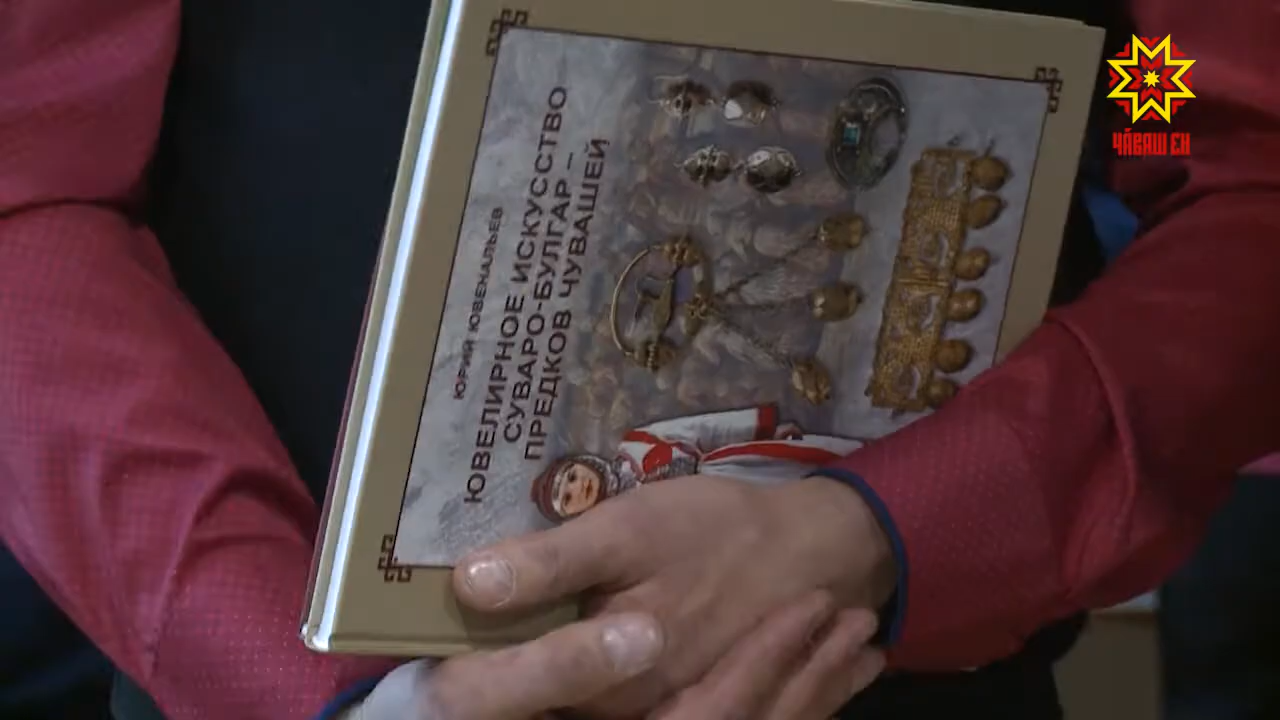 ЮРИЙ ЮВЕНАЛЬЕВ
ЮВЕЛИРНОЕ ИСКУССТВО
СУВАРО-БУЛГАР –
ПРЕДКОВ ЧУВАШЕЙ
ЧӐВАШ ЕН